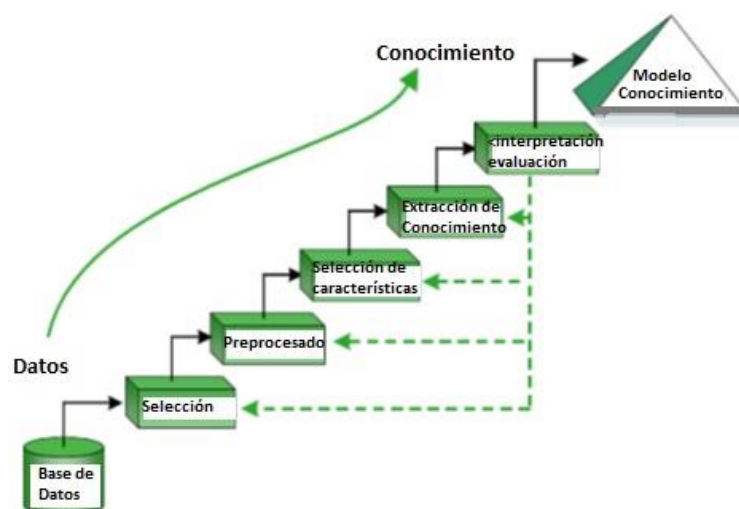 Conocimiento
Modelo
Conocimiento
<interpretación
evaluación
Extracción de
Conocimiento
Selección de
características
Preprocesado
Datos
Selección
Base de
Datos